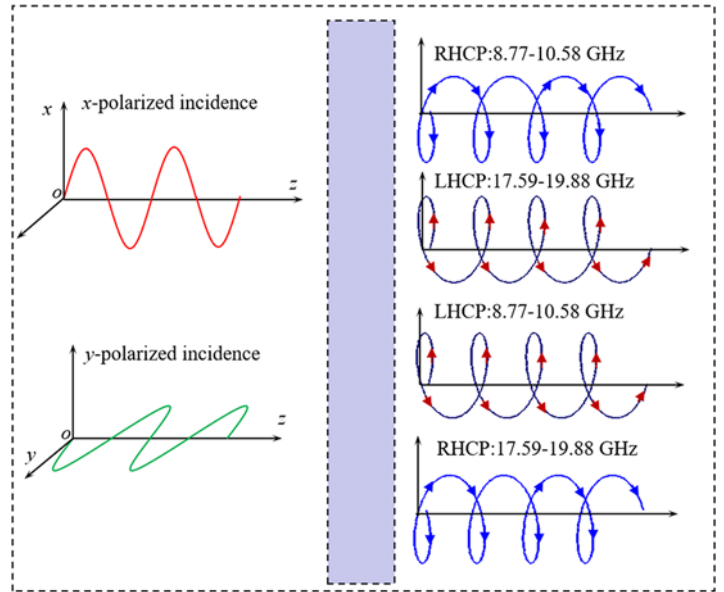 x
x-polarized incidence
o
z
y-polarized incidence
o
z
y
RHCP:8.77-10.58 GHz
LHCP:17.59-19.88 GHz
LHCP:8.77-10.58 GHz
RHCP:17.59-19.88 GHz